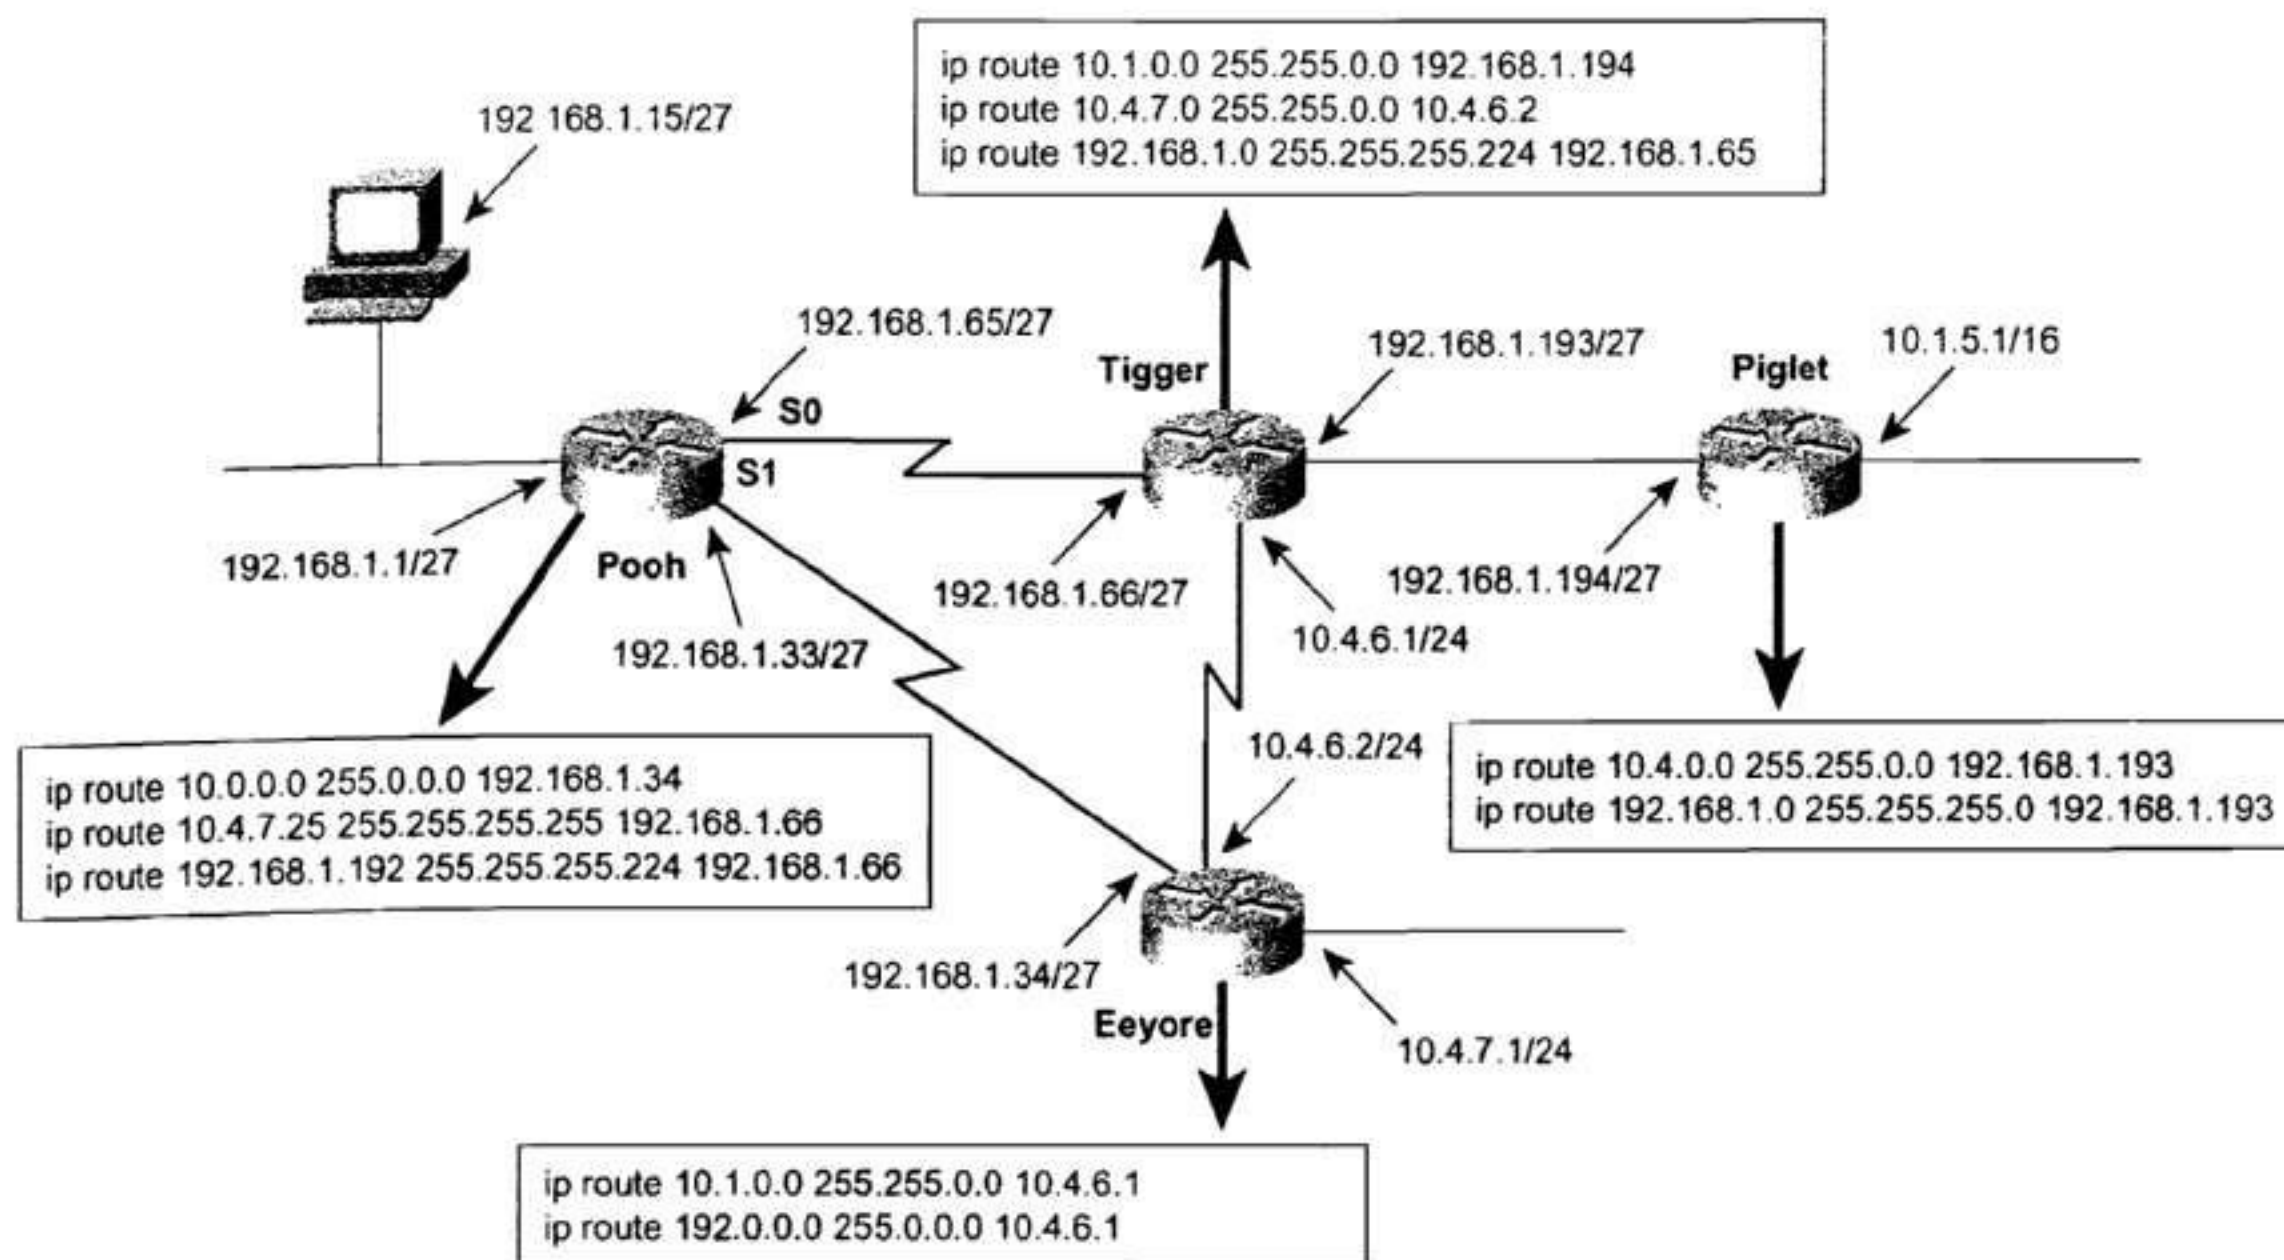 ip route 10.1.0.0 255.255.0.0 192.168.1.194
ip route 10.4.7.0 255.255.0.0 10.4.6.2
ip route 192.168.1.0 255.255.255.224 192.168.1.65
192 168.1.15/27
192.168.1.65/27
S0
S1
Tigger
192.168.1.193/27
Piglet
10.1.5.1/16
192.168.1.1/27
Pooh
192.168.1.33/27
192.168.1.66/27
10.4.6.1/24
192.168.1.194/27
ip route 10.0.0.0 255.0.0.0 192.168.1.34
ip route 10.4.7.25 255.255.255.255 192.168.1.66
ip route 192.168.1.192 255.255.255.224 192.168.1.66
10.4.6.2/24
ip route 10.4.0.0 255.255.0.0 192.168.1.193
ip route 192.168.1.0 255.255.255.0 192.168.1.193
192.168.1.34/27
Eeyore
10.4.7.1/24
ip route 10.1.0.0 255.255.0.0 10.4.6.1
ip route 192.0.0.0 255.0.0.0 10.4.6.1